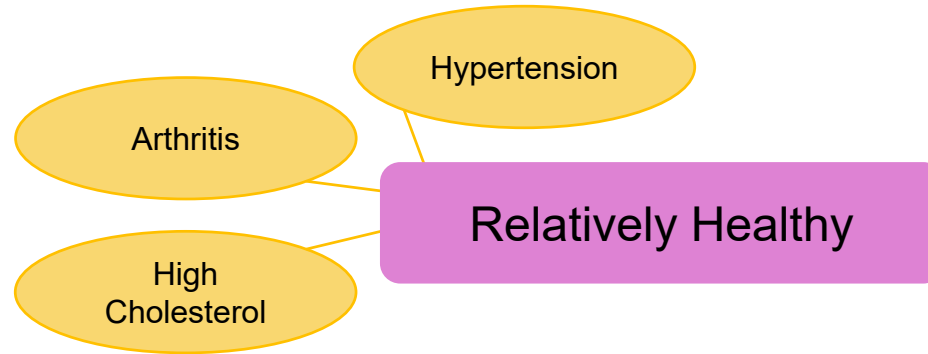 Hypertension
Arthritis
Relatively Healthy
High
Cholesterol